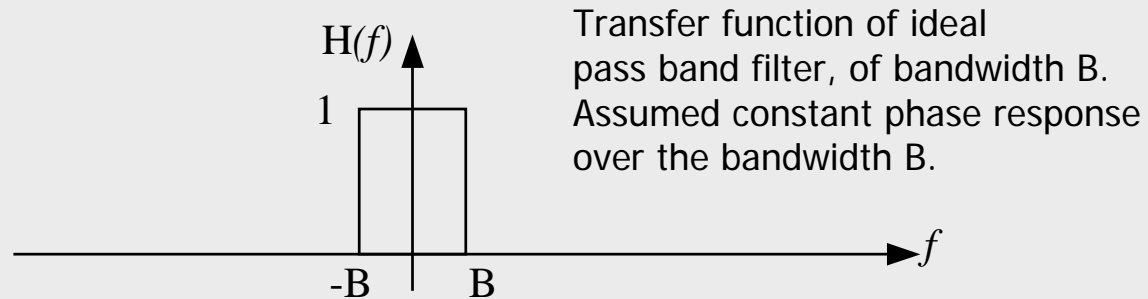 Transfer function of ideal
pass band filter, of bandwidth B.
Assumed constant phase response
over the bandwidth B.
H(f)
1
f
-B B